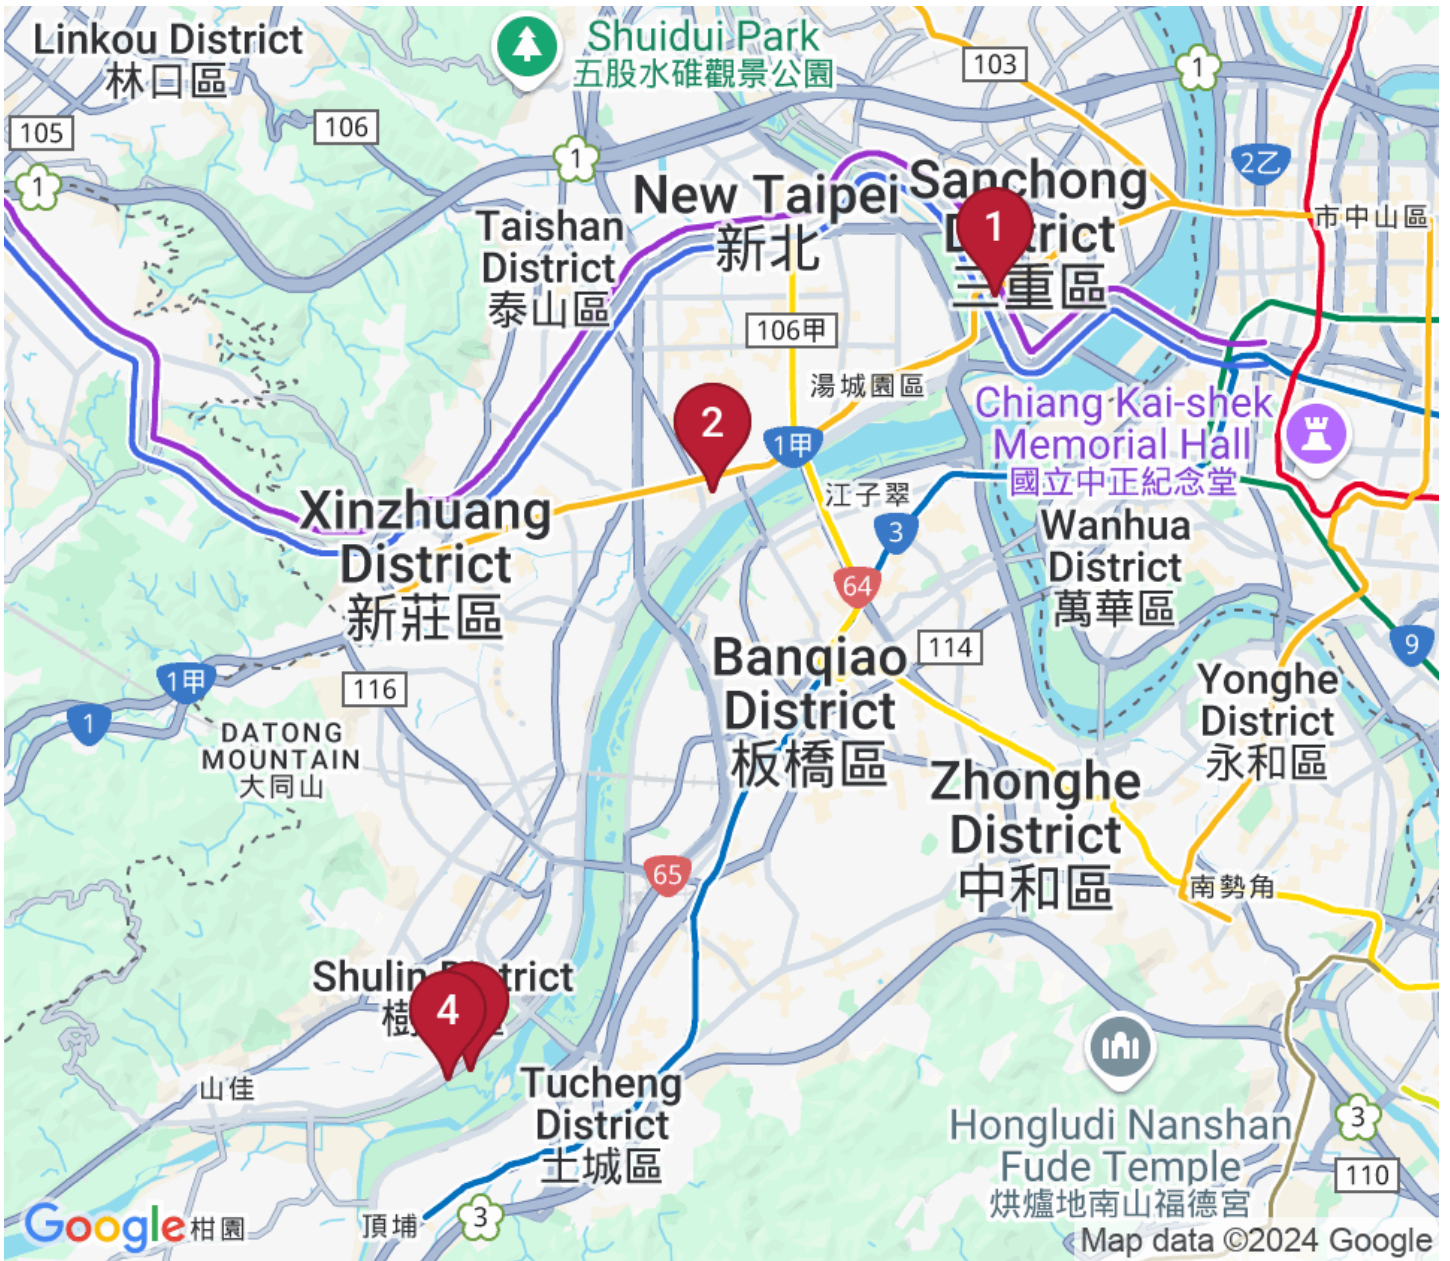 Linkou District
林口區
Shuidui Park
五股水碓觀景公園
103
1
105
106
1
1
2乙
New Taipei
新北
Sanchong
District
三重區
1
市中山區
Taishan
District
泰山區
106甲
湯城園區
2
1甲
Chiang Kai-shek
Memorial Hall
國立中正紀念堂
江子翠
3
Xinzhuang
District
新莊區
Wanhua
District
萬華區
64
114
9
Banqiao
District
板橋區
1甲
116
1
DATONG
MOUNTAIN
大同山
Yonghe
District
永和區
Zhonghe
District
中和區
65
南勢角
Shulin District
樹
4
山佳
Tucheng
District
土城區
Hongludi Nanshan
Fude Temple
烘爐地南山福德宮
3
110
Google
柑園
頂埔
3
Map data ©2024 Google